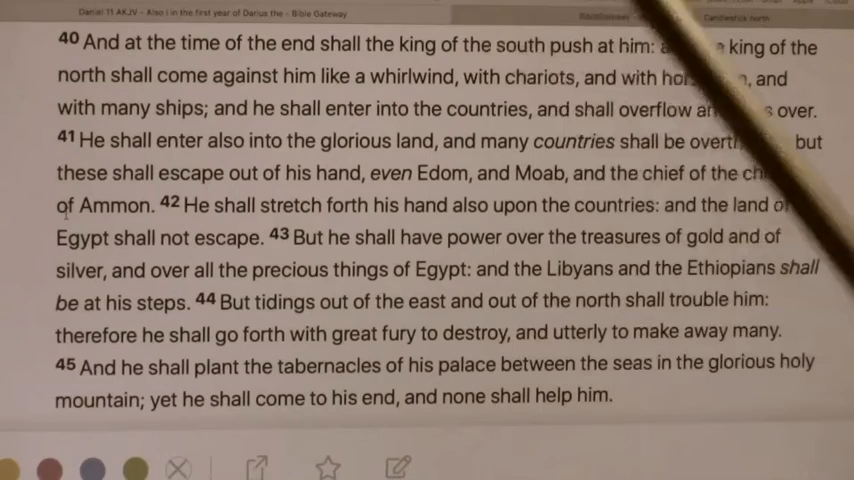 Daniel 11 AKJV - Also I in the first year of Darius the - Bible Gateway
Candlestick north
40 And at the time of the end shall the king of the south push at him: king of the
north shall come against him like a whirlwind, with chariots, and with and
with many ships; and he shall enter into the countries, and shall overflow over.
41 He shall enter also into the glorious land, and many countries shall be but
these shall escape out of his hand, even Edom, and Moab, and the chief of the
of Ammon. 42 He shall stretch forth his hand also upon the countries: and the land
Egypt shall not escape. 43 But he shall have power over the treasures of gold and of
silver, and over all the precious things of Egypt: and the Libyans and the Ethiopians shall
be at his steps. 44 But tidings out of the east and out of the north shall trouble him:
therefore he shall go forth with great fury to destroy, and utterly to make away many.
45 And he shall plant the tabernacles of his palace between the seas in the glorious holy
mountain; yet he shall come to his end, and none shall help him.